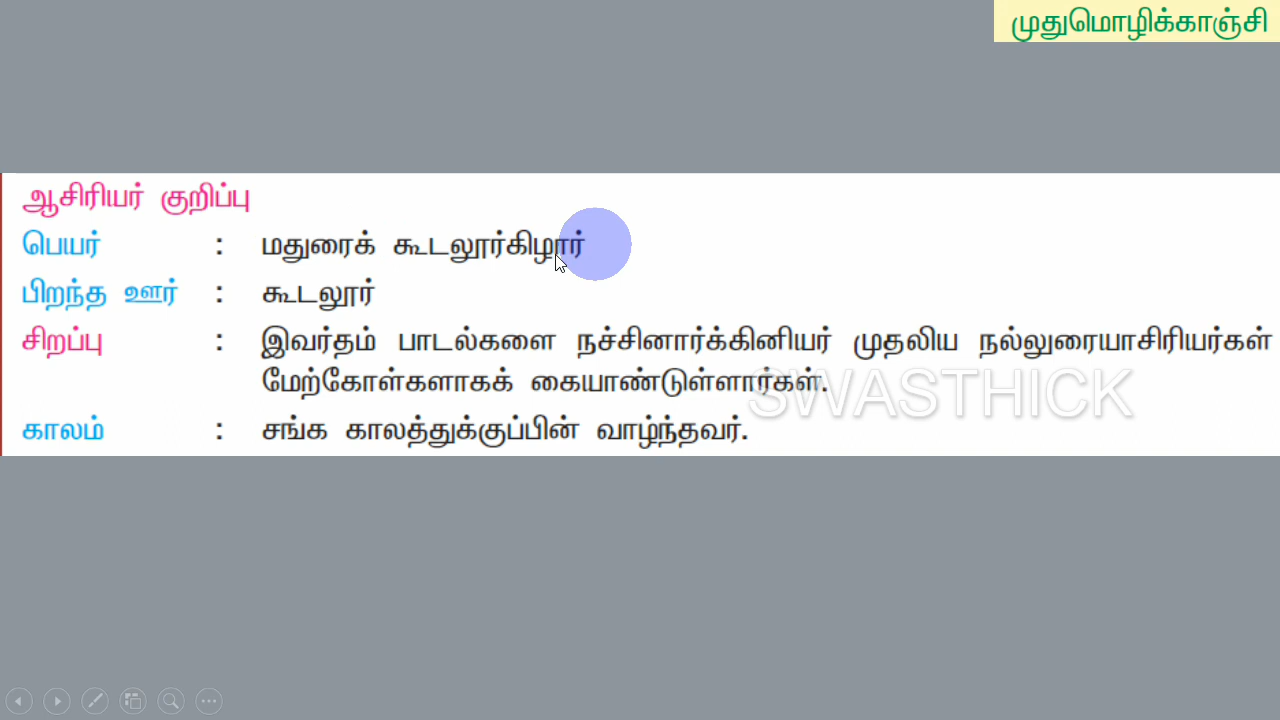 முதுமொழிக்காஞ்சி
ஆசிரியர் குறிப்பு
பெயர் : மதுரைக் கூடலூர்கிழார்
பிறந்த ஊர் : கூடலூர்
சிறப்பு : இவர்தம் பாடல்களை நச்சினார்க்கினியர் முதலிய நல்லுரையாசிரியர்கள்
மேற்கோள்களாகக் கையாண்டுள்ளார்கள்.
SWASTHICK
காலம் : சங்க காலத்துக்குப்பின் வாழ்ந்தவர்.